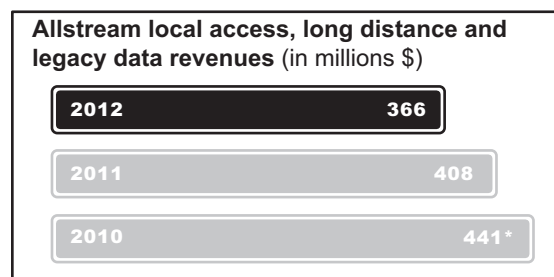 Allstream local access, long distance and
legacy data revenues (in millions $)
2012 366
2011 408
2010 441*